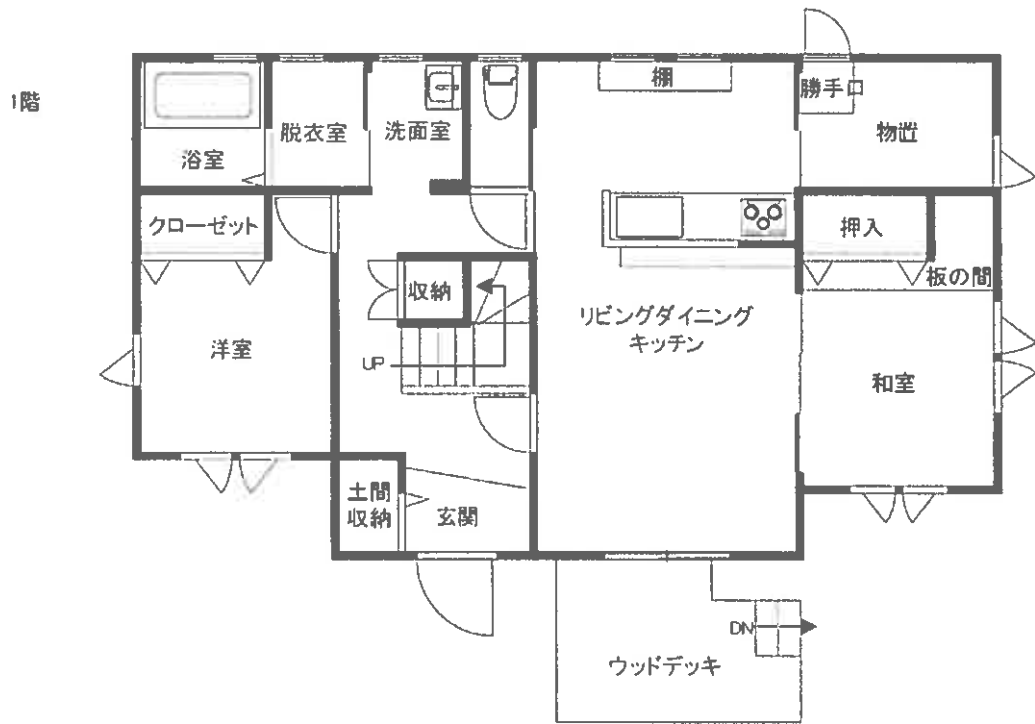 1階
棚
勝手口
物置
脱衣室
洗面室
浴室
クローゼット
押入
板の間
収納
リビングダイニング
キッチン
洋室
UP
和室
土間
収納
玄関
DN
ウッドデッキ